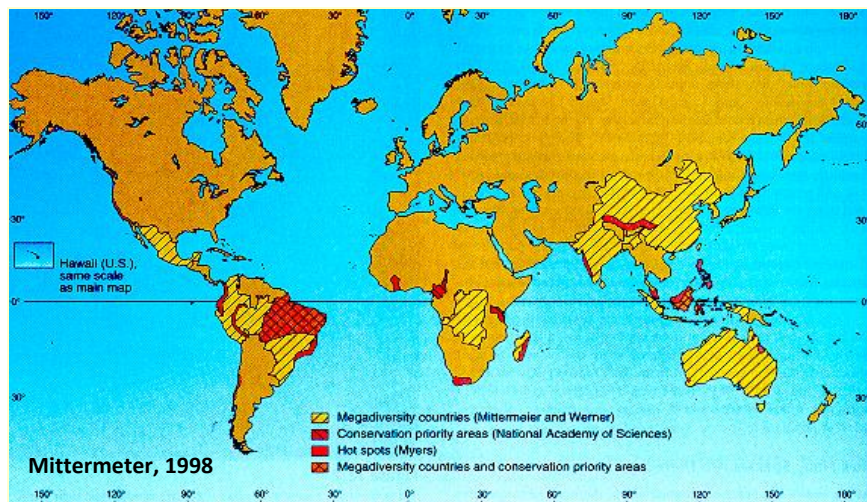 150° 120° 90° 60° 30° 0° 30° 60° 90° 120° 150° 180°
60°
30° 30°
Hawaii (U.S.),
same scale
as main map
0° 0°
30° 30°
Megadiversity countries (Mittermeier and Werner)
Conservation priority areas (National Academy of Sciences)
Hot spots (Myers)
Megadiversity countries and conservation priority areas
Mittermeter, 1998
150° 120° 90° 60° 30° 0° 30° 60° 90° 120° 150° 180°